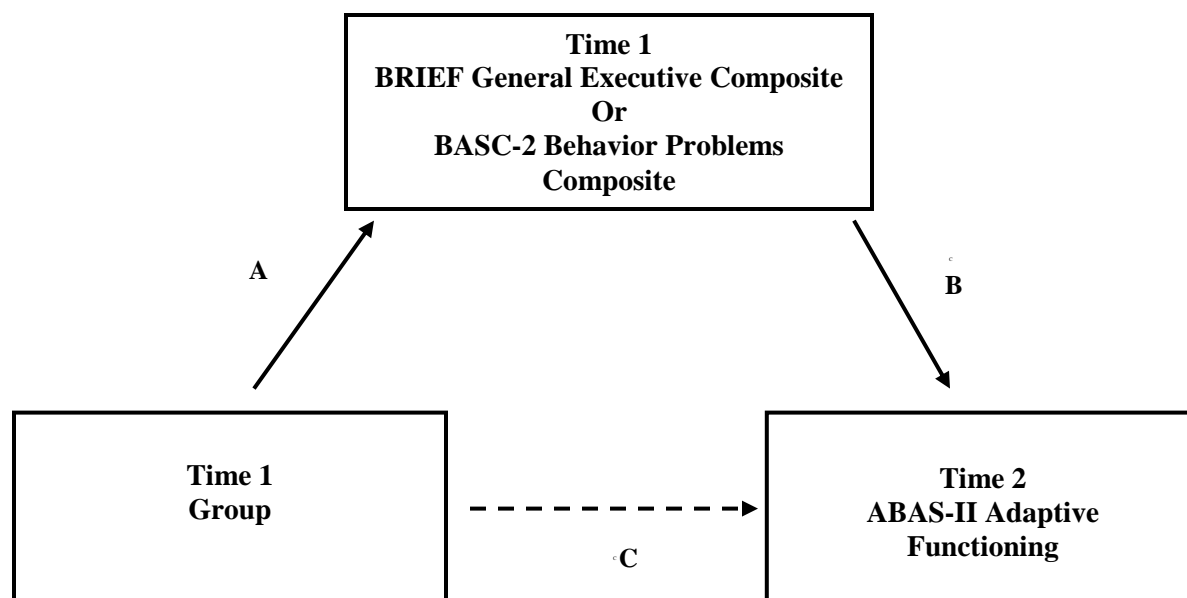 Time 1
BRIEF General Executive Composite
Or
BASC-2 Behavior Problems
Composite
A
c
B
Time 1
Group
Time 2
ABAS-II Adaptive
Functioning
c C